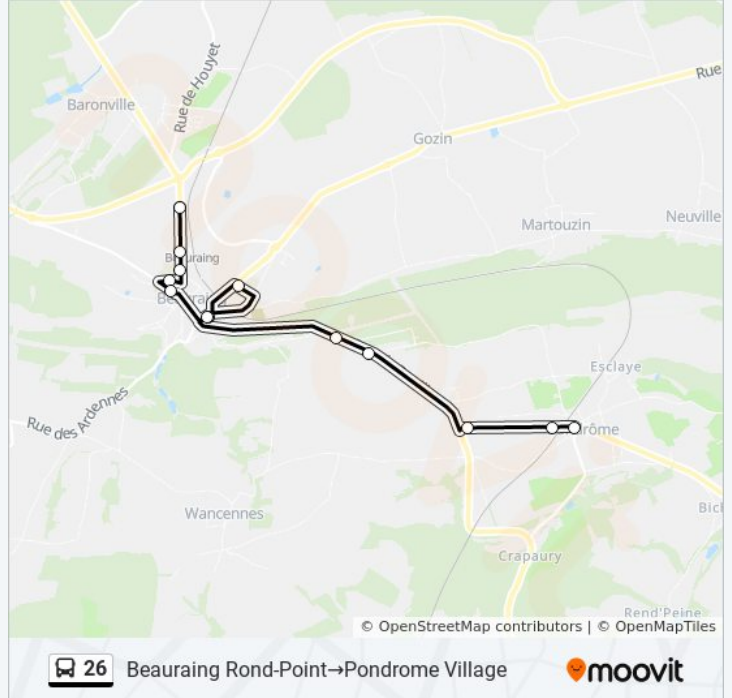 Rue de Houyet
Rue
Baronville
Gozin
Martouzin
Neuville
Beauraing
Esclaye
Rue des Ardennes
Wancennes
Crapaury
Rend'Peine
© OpenStreetMap contributors | © OpenMapTiles
26 Beauraing Rond-Point→Pondrome Village
moovit